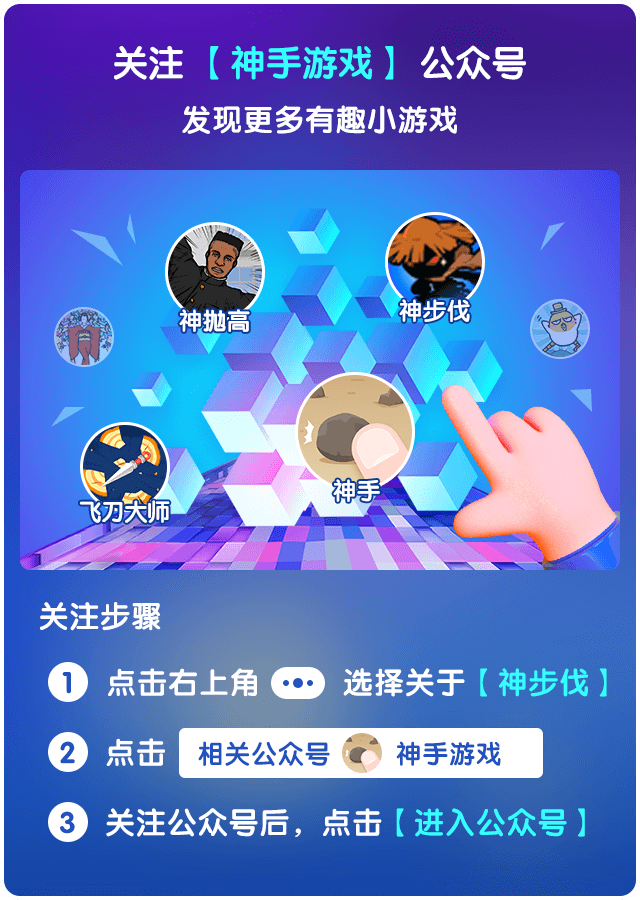 关注【神手游戏】公众号
发现更多有趣小游戏
神抛高
神步伐
神手
飞刀大师
关注步骤
1 点击右上角 ••• 选择关于【神步伐】
2 点击 相关公众号 神手游戏
3 关注公众号后，点击【进入公众号】